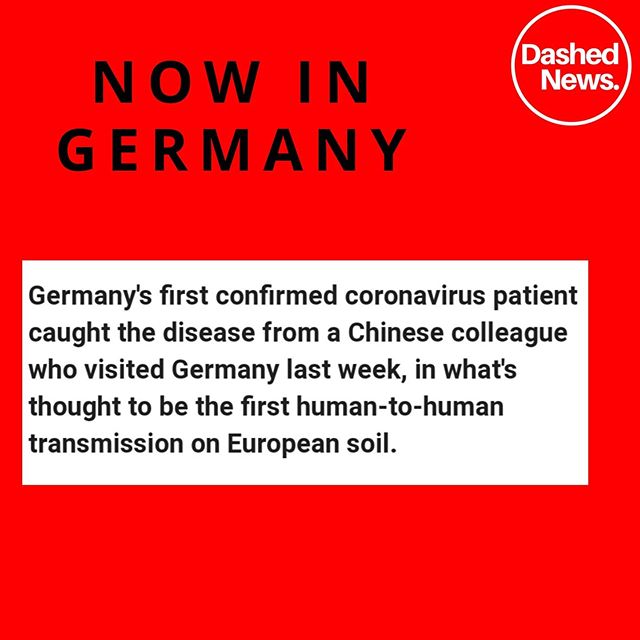 Dashed
News.
NOW IN
GERMANY
Germany's first confirmed coronavirus patient
caught the disease from a Chinese colleague
who visited Germany last week, in what's
thought to be the first human-to-human
transmission on European soil.